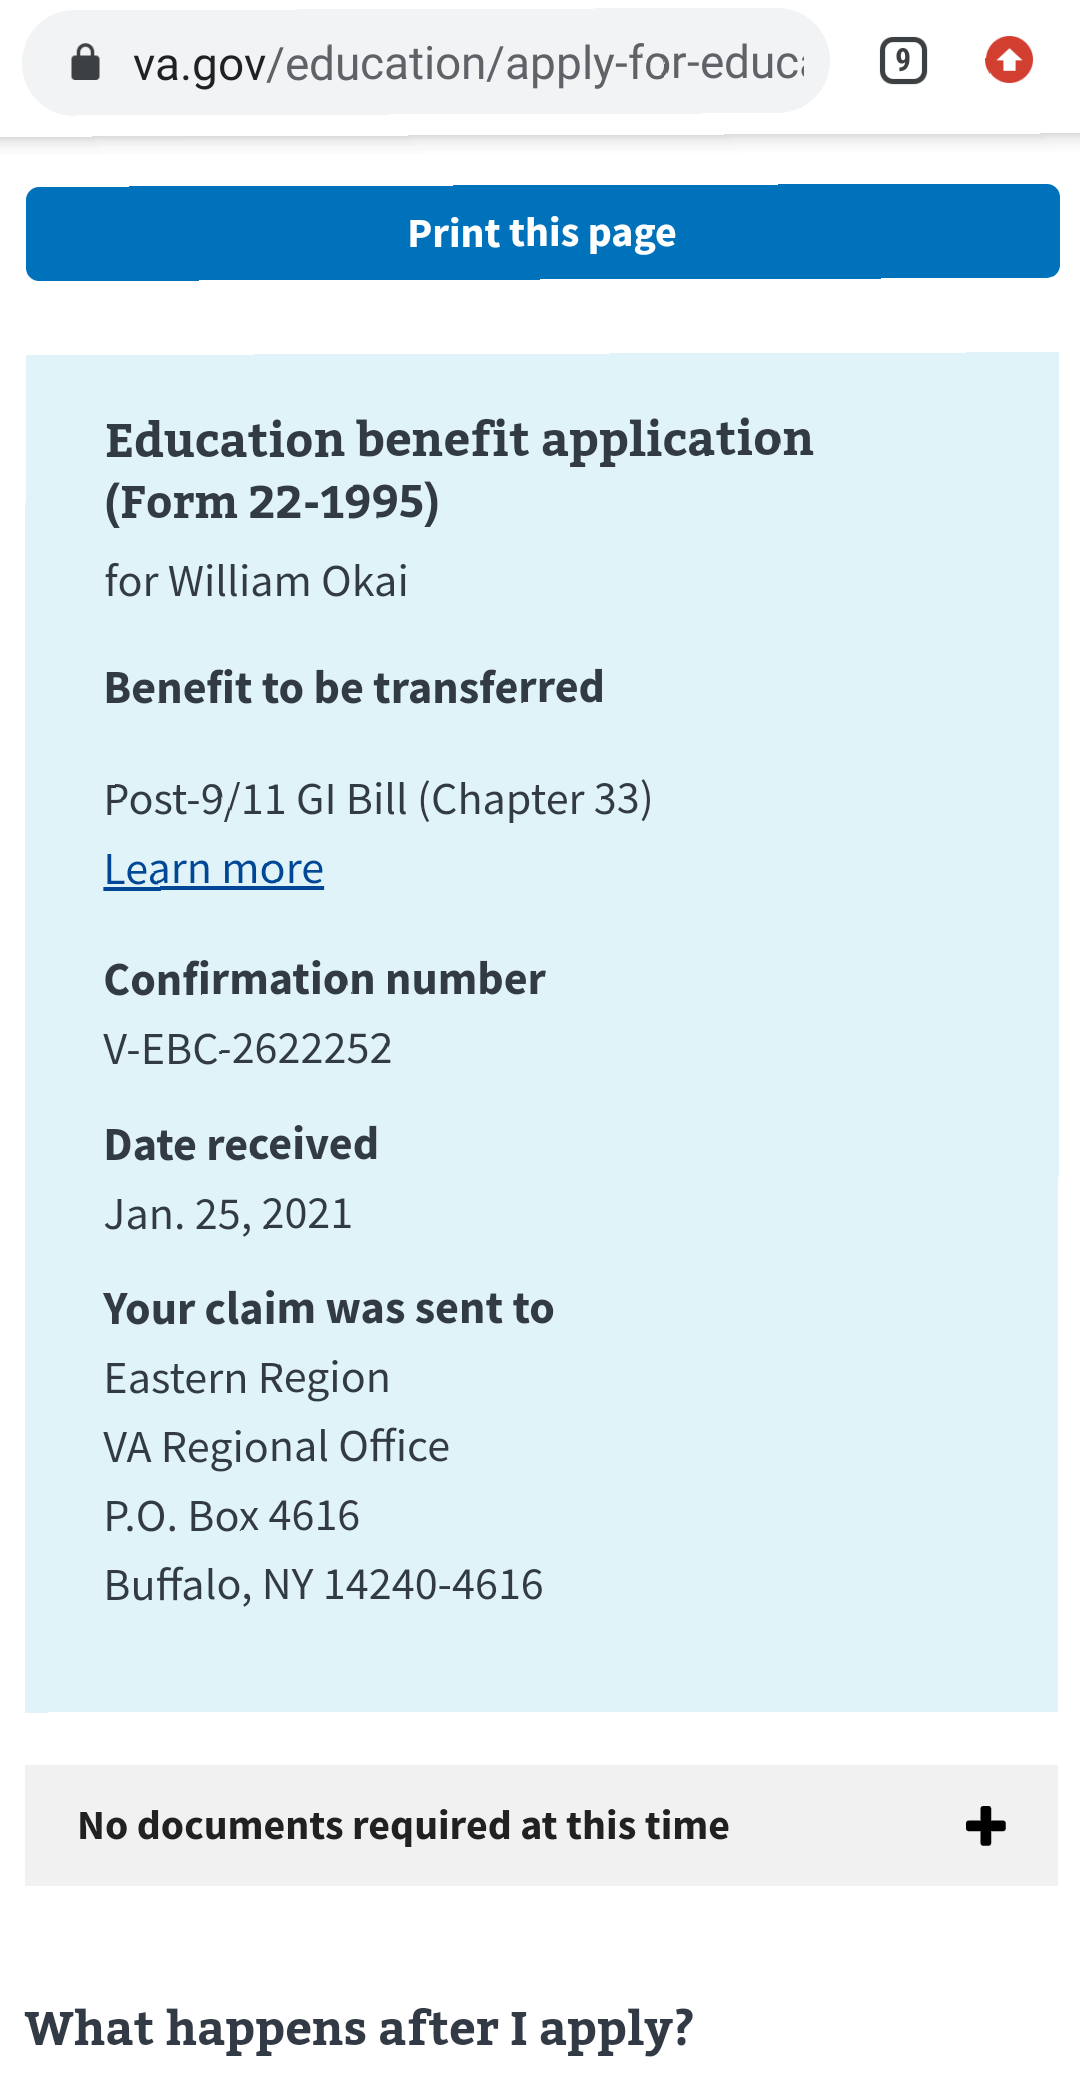 va.gov/education/apply-for-educ
9
Print this page
Education benefit application
(Form 22-1995)
for William Okai
Benefit to be transferred
Post-9/11 GI Bill (Chapter 33)
Learn more
Confirmation number
V-EBC-2622252
Date received
Jan. 25, 2021
Your claim was sent to
Eastern Region
VA Regional Office
P.O. Box 4616
Buffalo, NY 14240-4616
No documents required at this time
What happens after I apply?